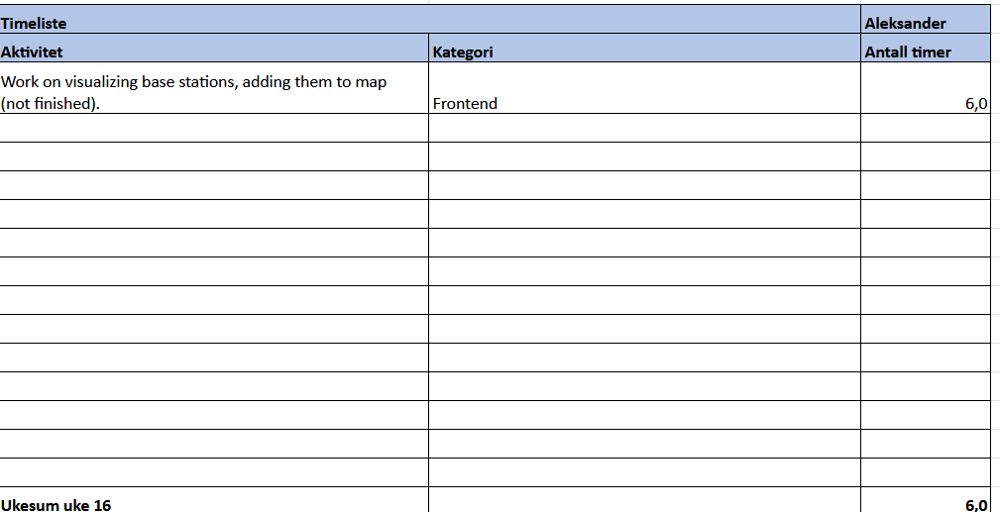 Timeliste Aleksander
Aktivitet Kategori Antall timer
Work on visualizing base stations, adding them to map
(not finished). Frontend 6,0
Ukesum uke 16 6,0